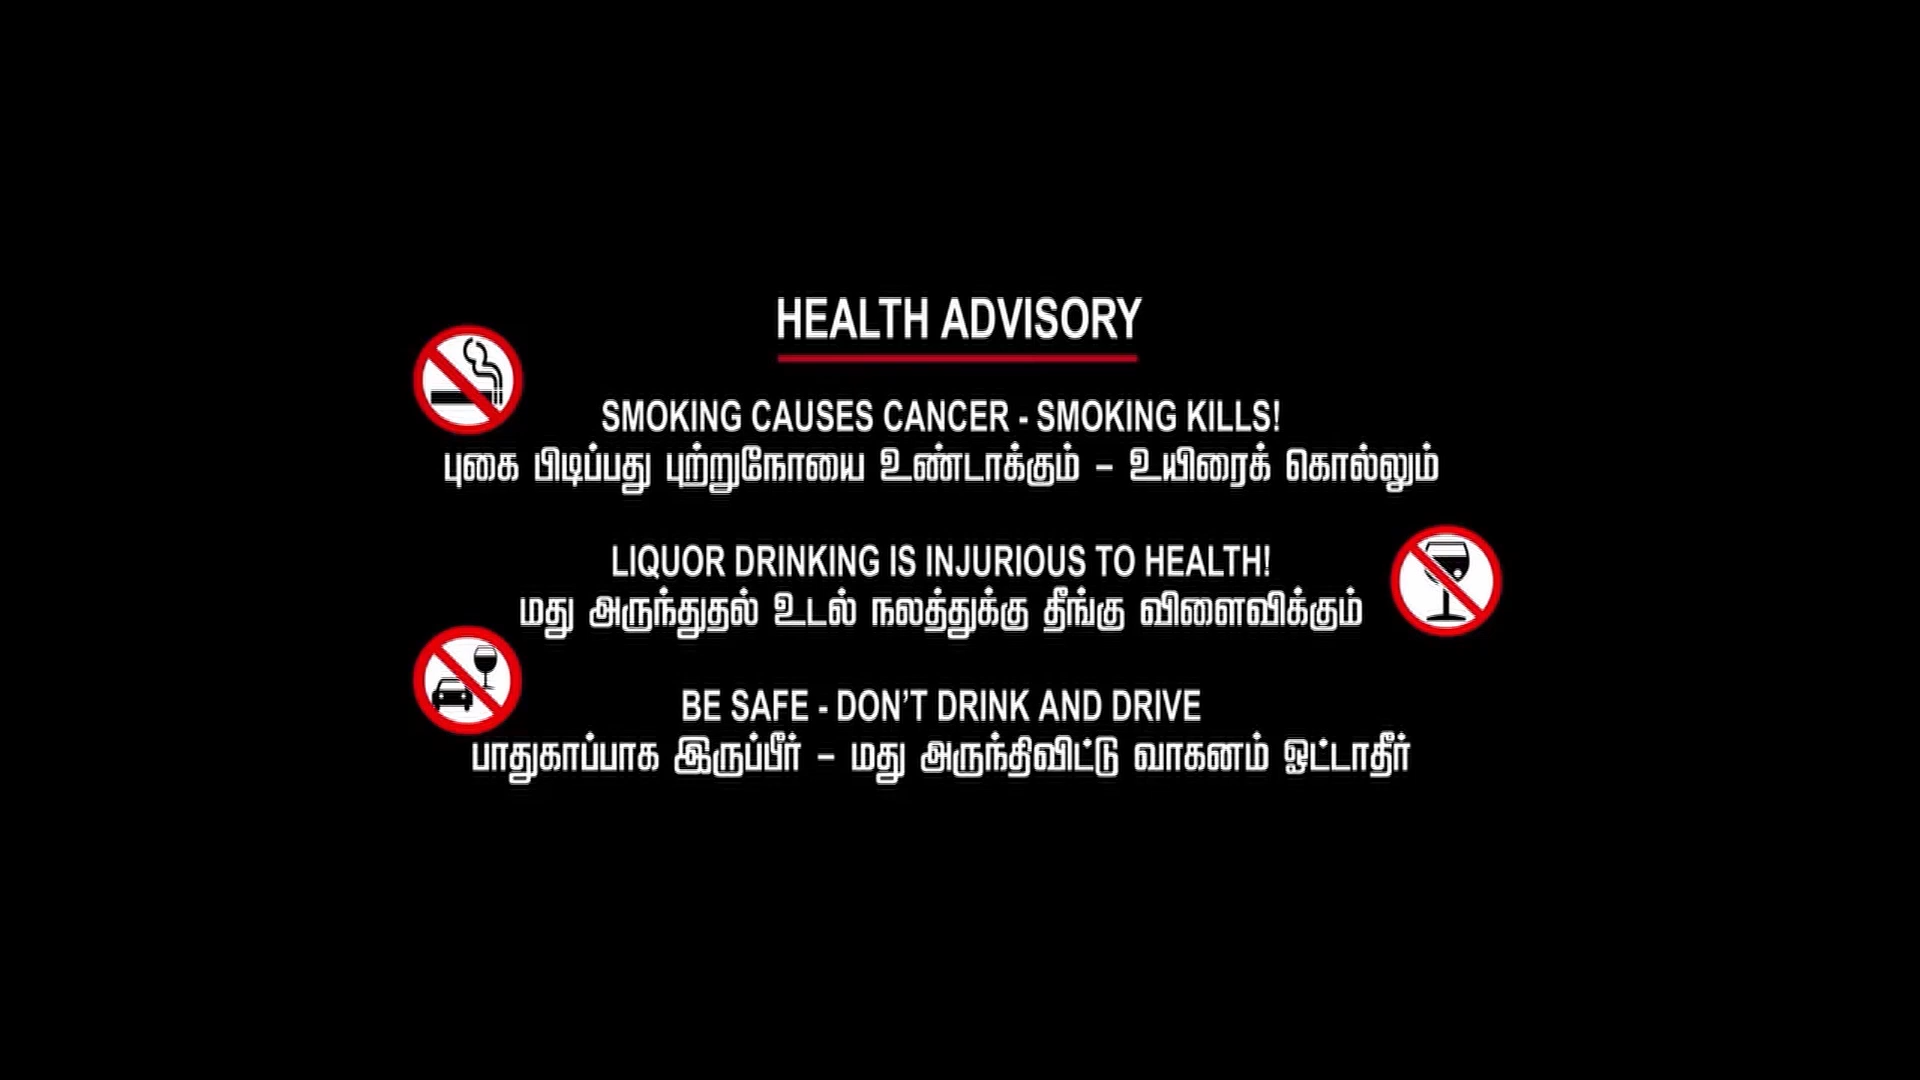 HEALTH ADVISORY
SMOKING CAUSES CANCER - SMOKING KILLS!
புகை பிடிப்பது புற்றுநோயை உண்டாக்கும் – உயிரைக் கொல்லும்
LIQUOR DRINKING IS INJURIOUS TO HEALTH!
மது அருந்துதல் உடல் நலத்துக்கு தீங்கு விளைவிக்கும்
BE SAFE - DON’T DRINK AND DRIVE
பாதுகாப்பாக இருப்பீர் – மது அருந்திவிட்டு வாகனம் ஓட்டாதீர்